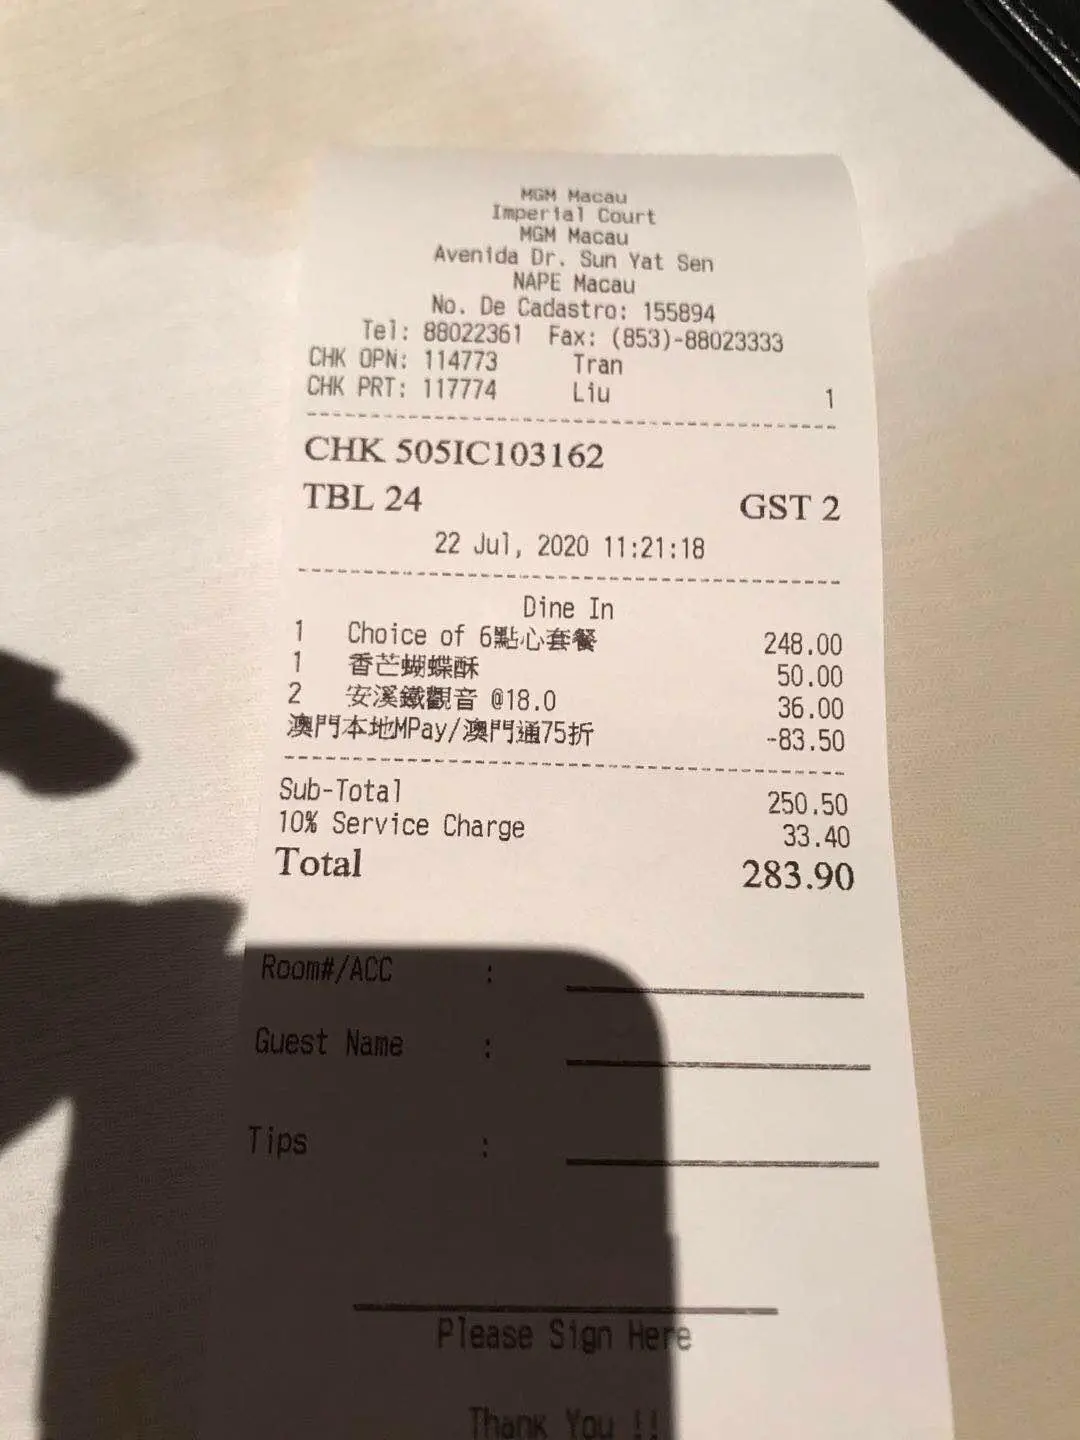 MGM Macau
Imperial Court
MGM Macau
Avenida Dr. Sun Yat Sen
NAPE Macau
No. De Cadastro: 155894
Tel: 88022361 Fax: (853)-88023333
CHK OPN: 114773 Tran
CHK PRT: 117774 Liu 1
CHK 505IC103162
TBL 24 GST 2
22 Jul, 2020 11:21:18
Dine In
1 Choice of 6點心套餐 248.00
1 香芒蝴蝶酥 50.00
2 安溪鐵觀音 @18.0 36.00
澳門本地MPay/澳門通75折 -83.50
Sub-Total 250.50
10% Service Charge 33.40
Total 283.90
Room#/ACC :
Guest Name :
Tips :
Please Sign Here
Thank You !!